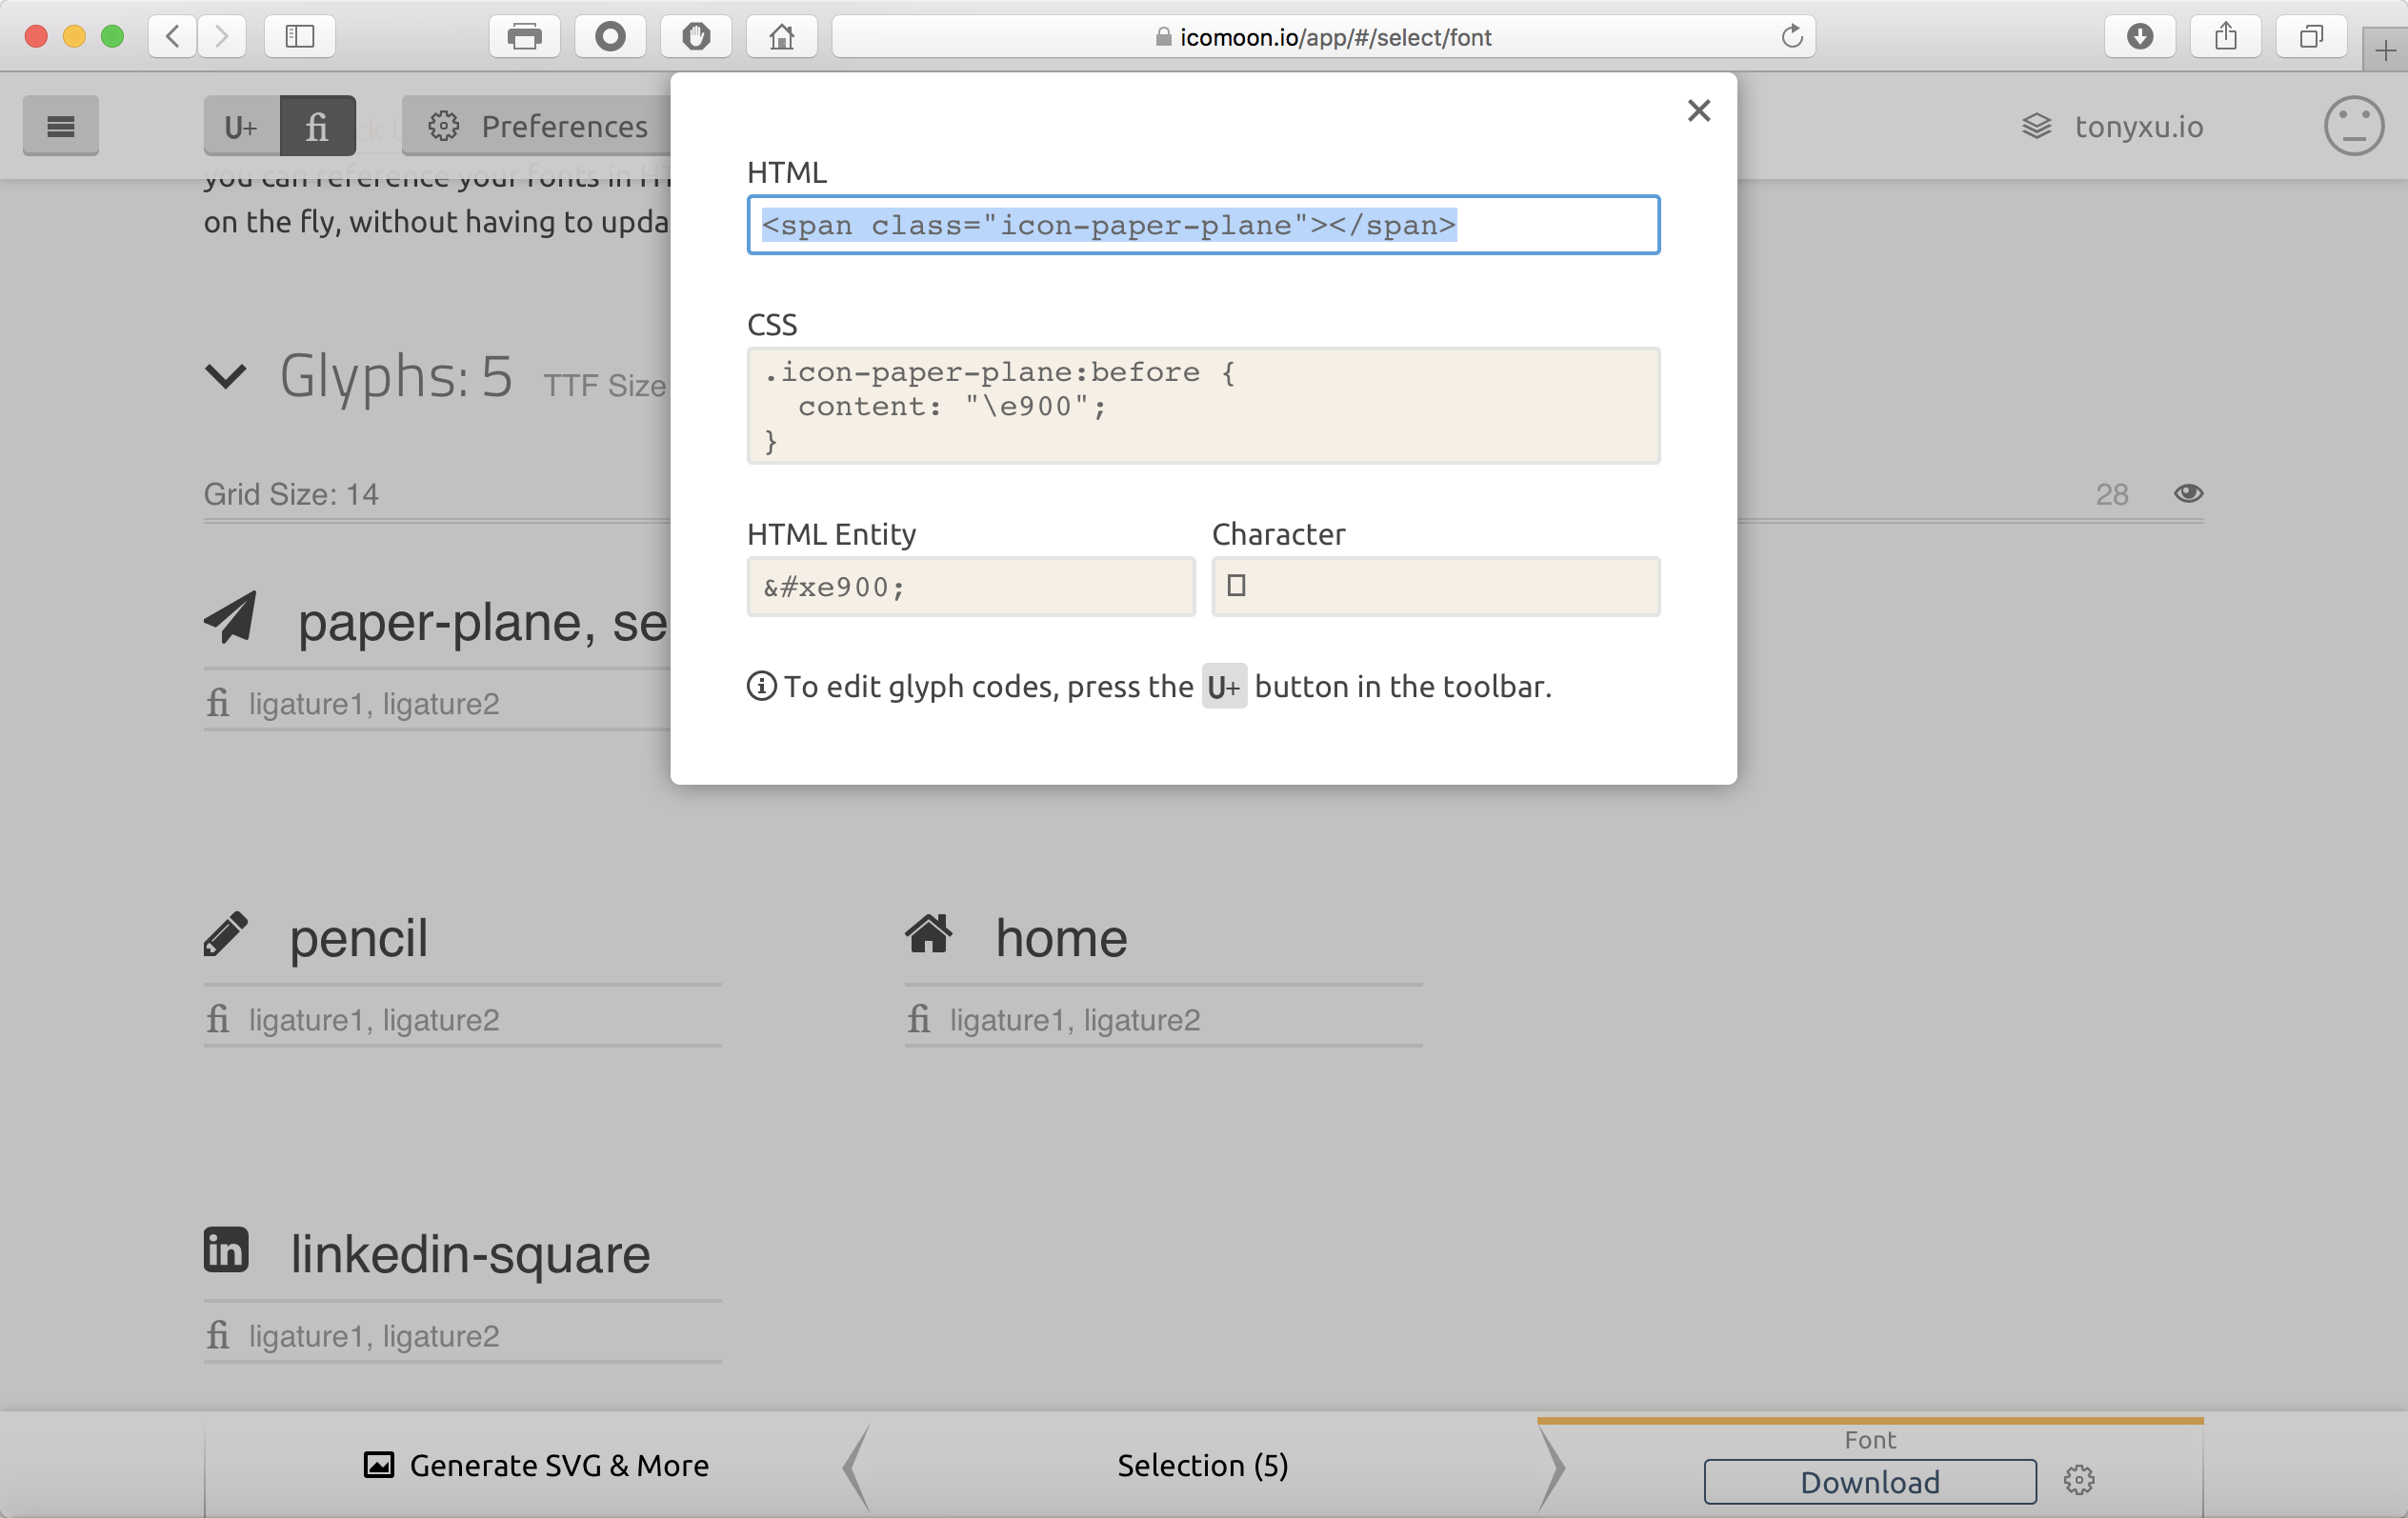 icomoon.io/app/#/select/font
U+ fi Preferences
tonyxu.io
you can reference your fonts in HT
on the fly, without having to upda
HTML
<span class="icon-paper-plane"></span>
CSS
.icon-paper-plane:before {
content: "\e900";
}
HTML Entity
Character
&#xe900;
To edit glyph codes, press the U+ button in the toolbar.
Glyphs: 5 TTF Size
Grid Size: 14
28
paper-plane, se
fi ligature1, ligature2
pencil
fi ligature1, ligature2
home
fi ligature1, ligature2
in linkedin-square
fi ligature1, ligature2
Generate SVG & More
Selection (5)
Font
Download